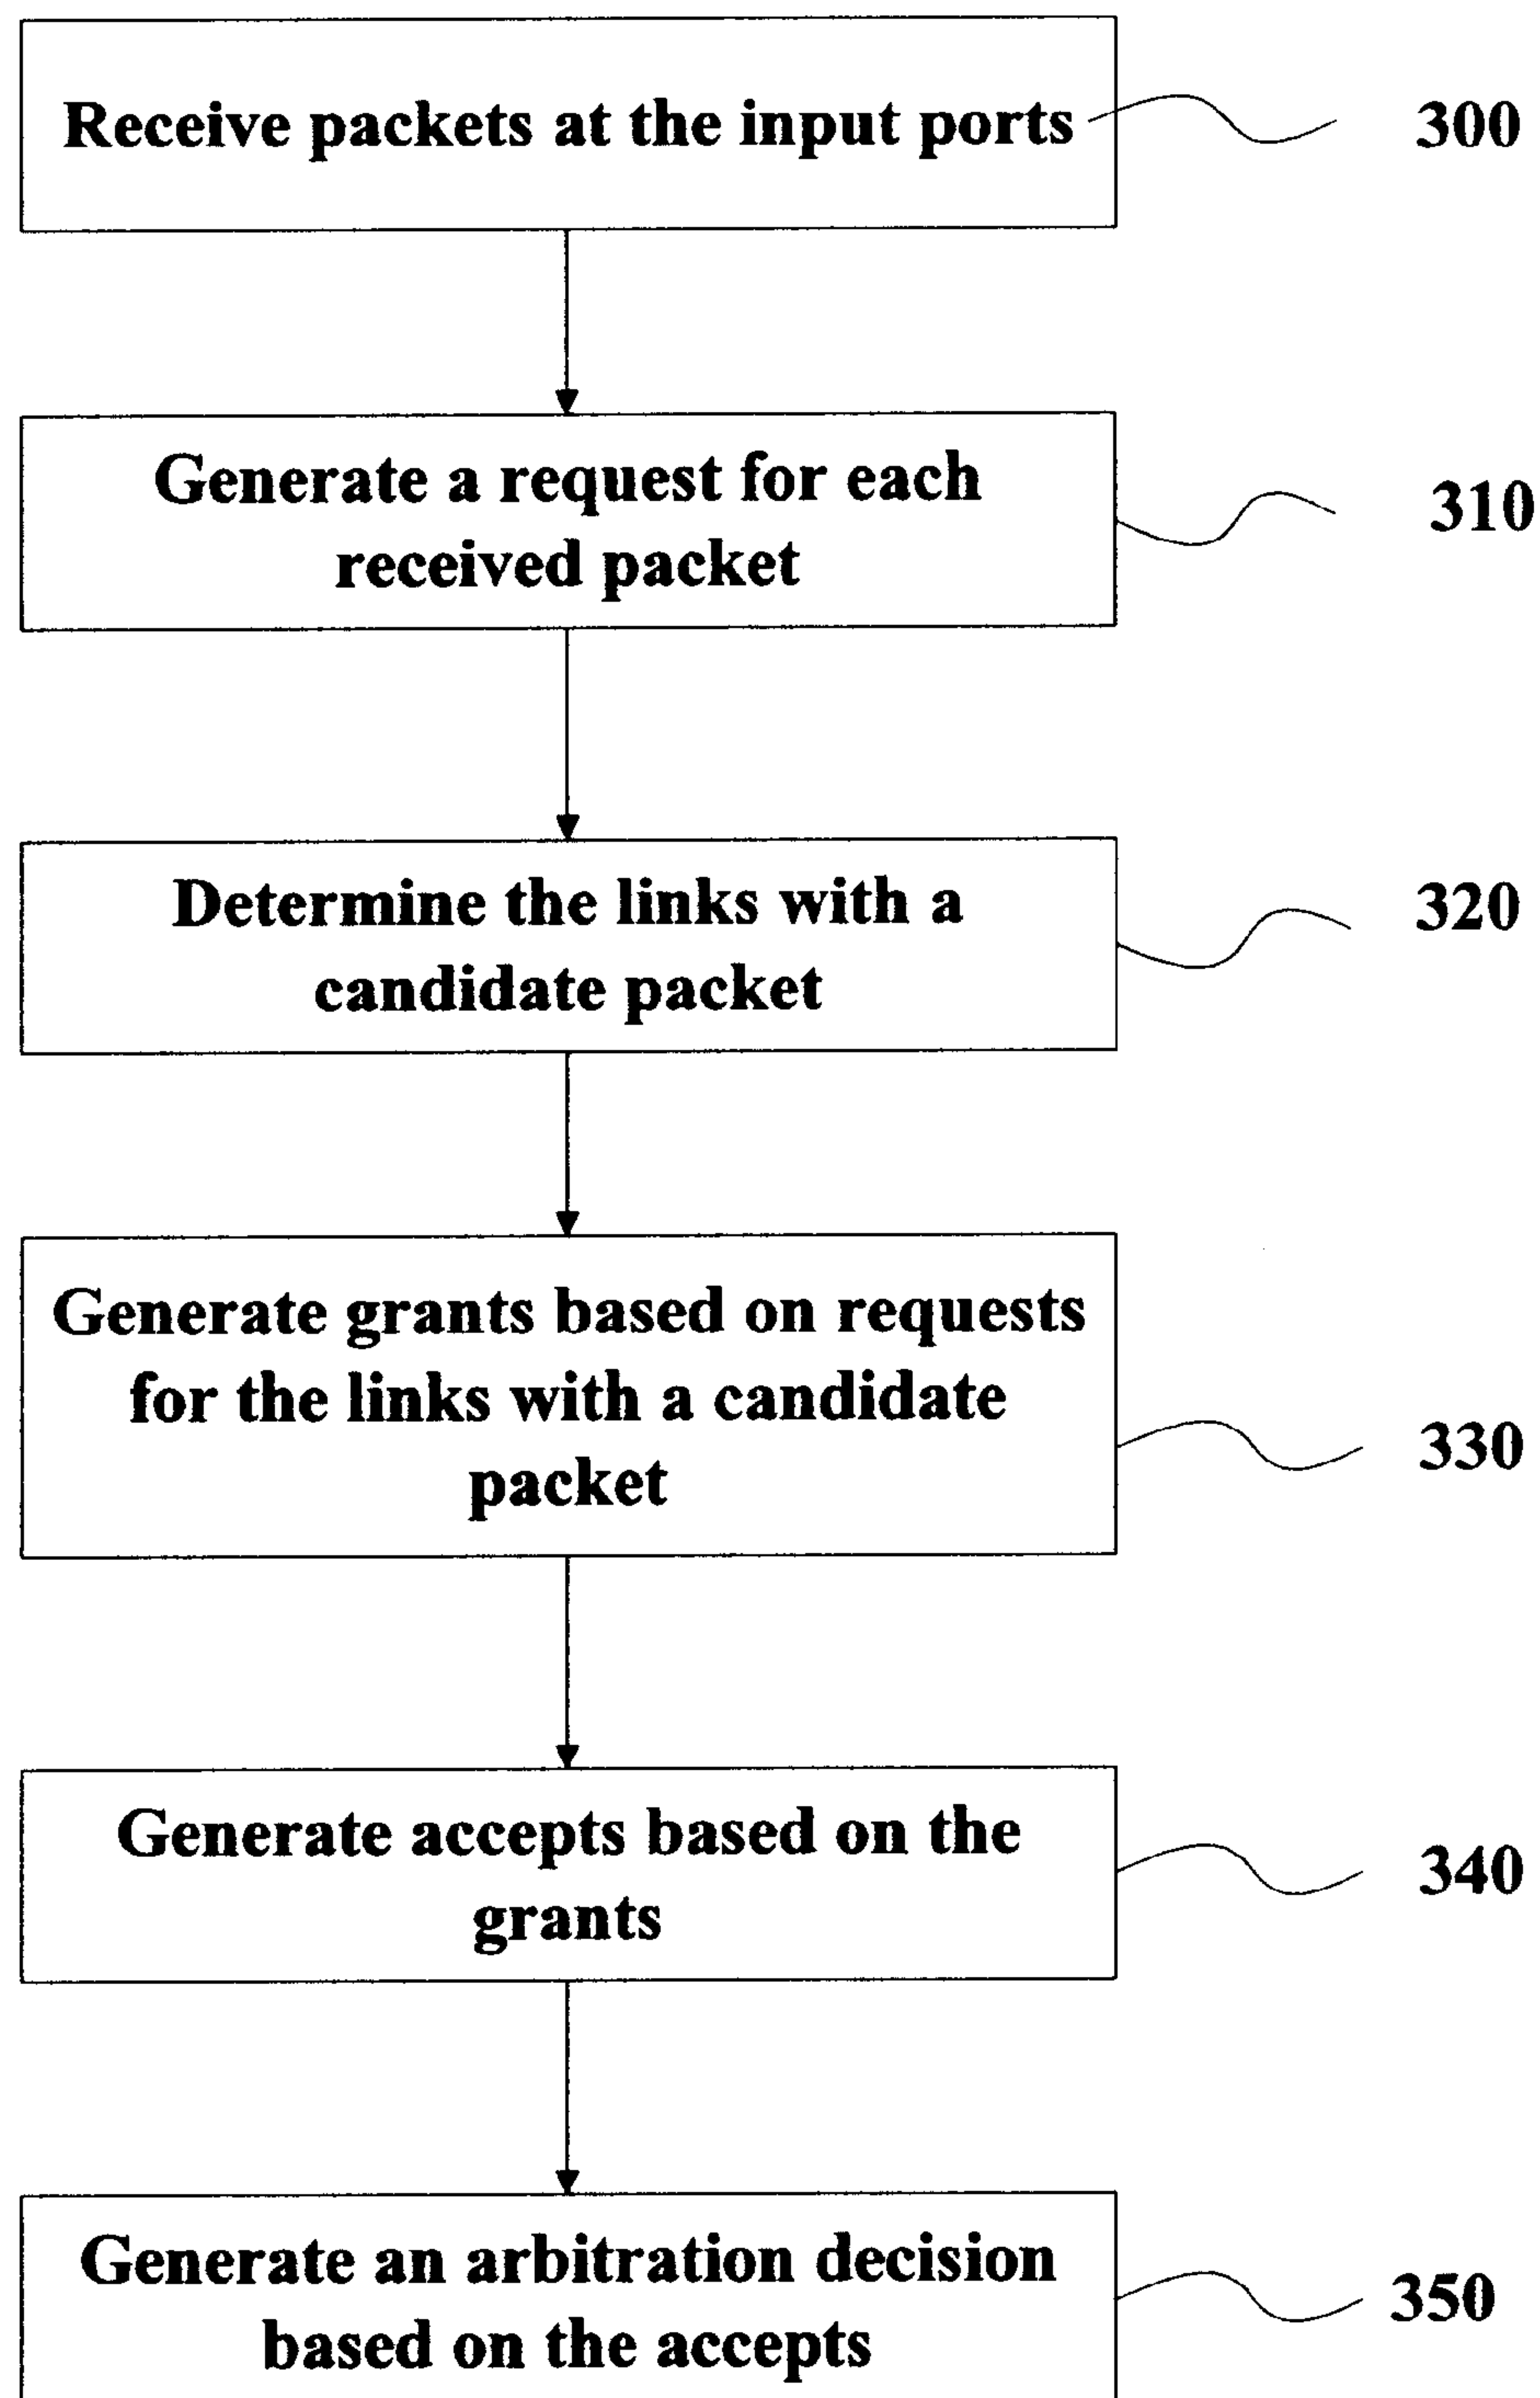 Receive packets at the input ports
300
Generate a request for each
received packet
310
Determine the links with a
candidate packet
320
Generate grants based on requests
for the links with a candidate
packet
330
Generate accepts based on the
grants
340
Generate an arbitration decision
based on the accepts
350